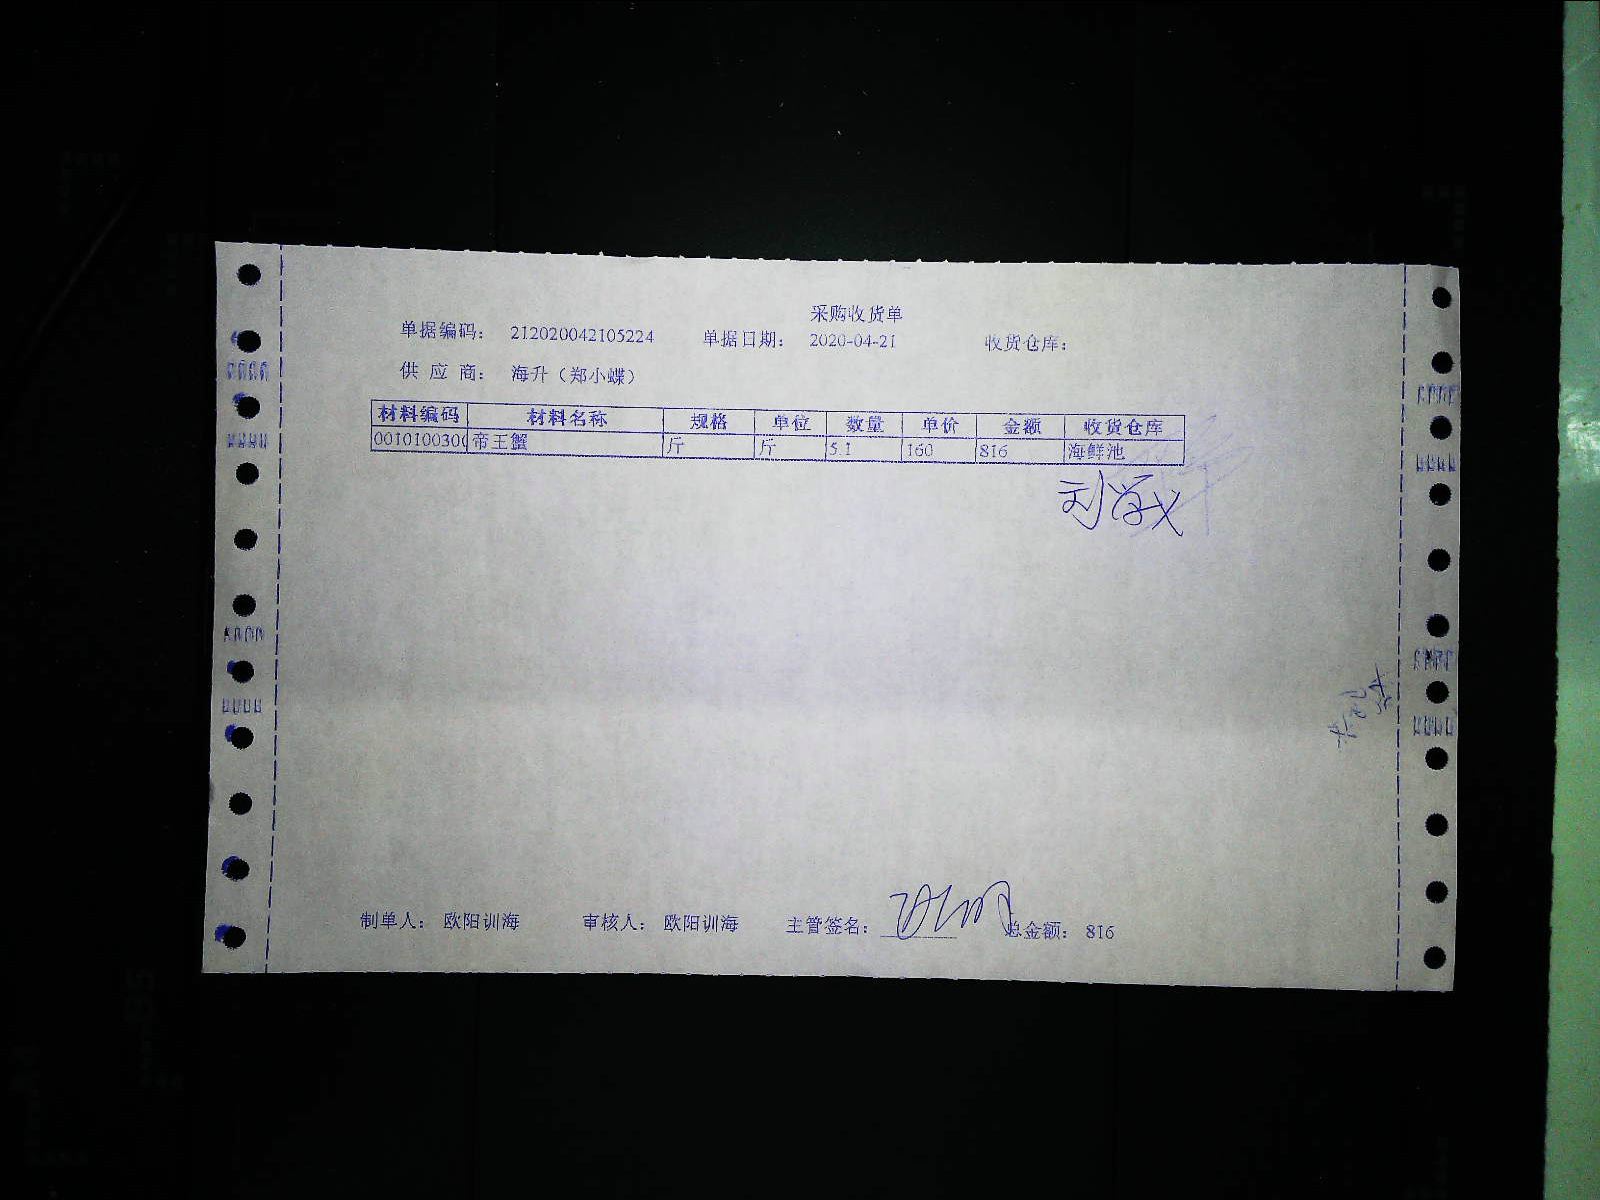 采购收货单
单据编码： 212020042105224 单据日期： 2020-04-21 收货仓库：
供 应 商： 海升（郑小蝶）
材料编码 材料名称 规格 单位 数量 单价 金额 收货仓库
001010030 帝王蟹 斤 斤 5.1 160 816 海鲜池
制单人： 欧阳训海 审核人： 欧阳训海 主管签名： 总金额： 816